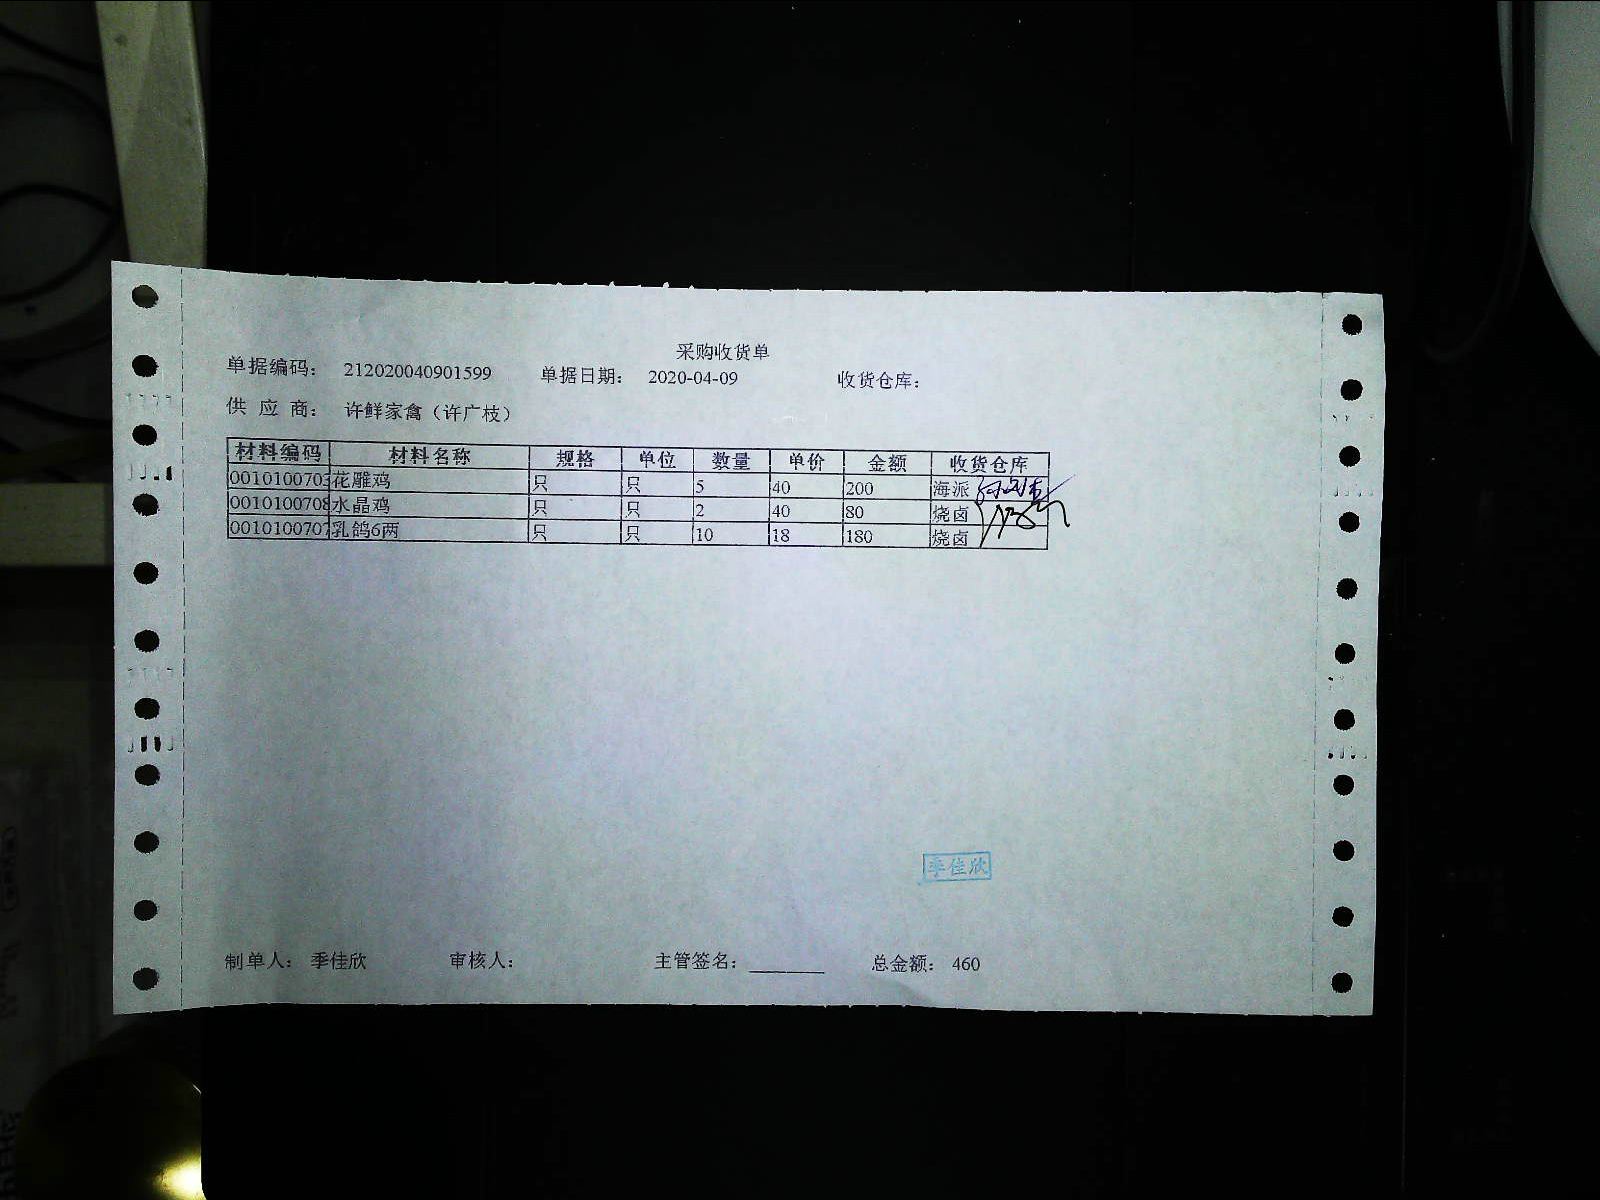 采购收货单
单据编码： 212020040901599 单据日期： 2020-04-09 收货仓库：
供 应 商： 许鲜家禽（许广枝）
材料编码 材料名称 规格 单位 数量 单价 金额 收货仓库
0010100703 花雕鸡 只 只 5 40 200 海派
0010100708 水晶鸡 只 只 2 40 80 烧卤
0010100707 乳鸽6两 只 只 10 18 180 烧卤
季佳欣
制单人： 季佳欣 审核人： 主管签名： 总金额： 460